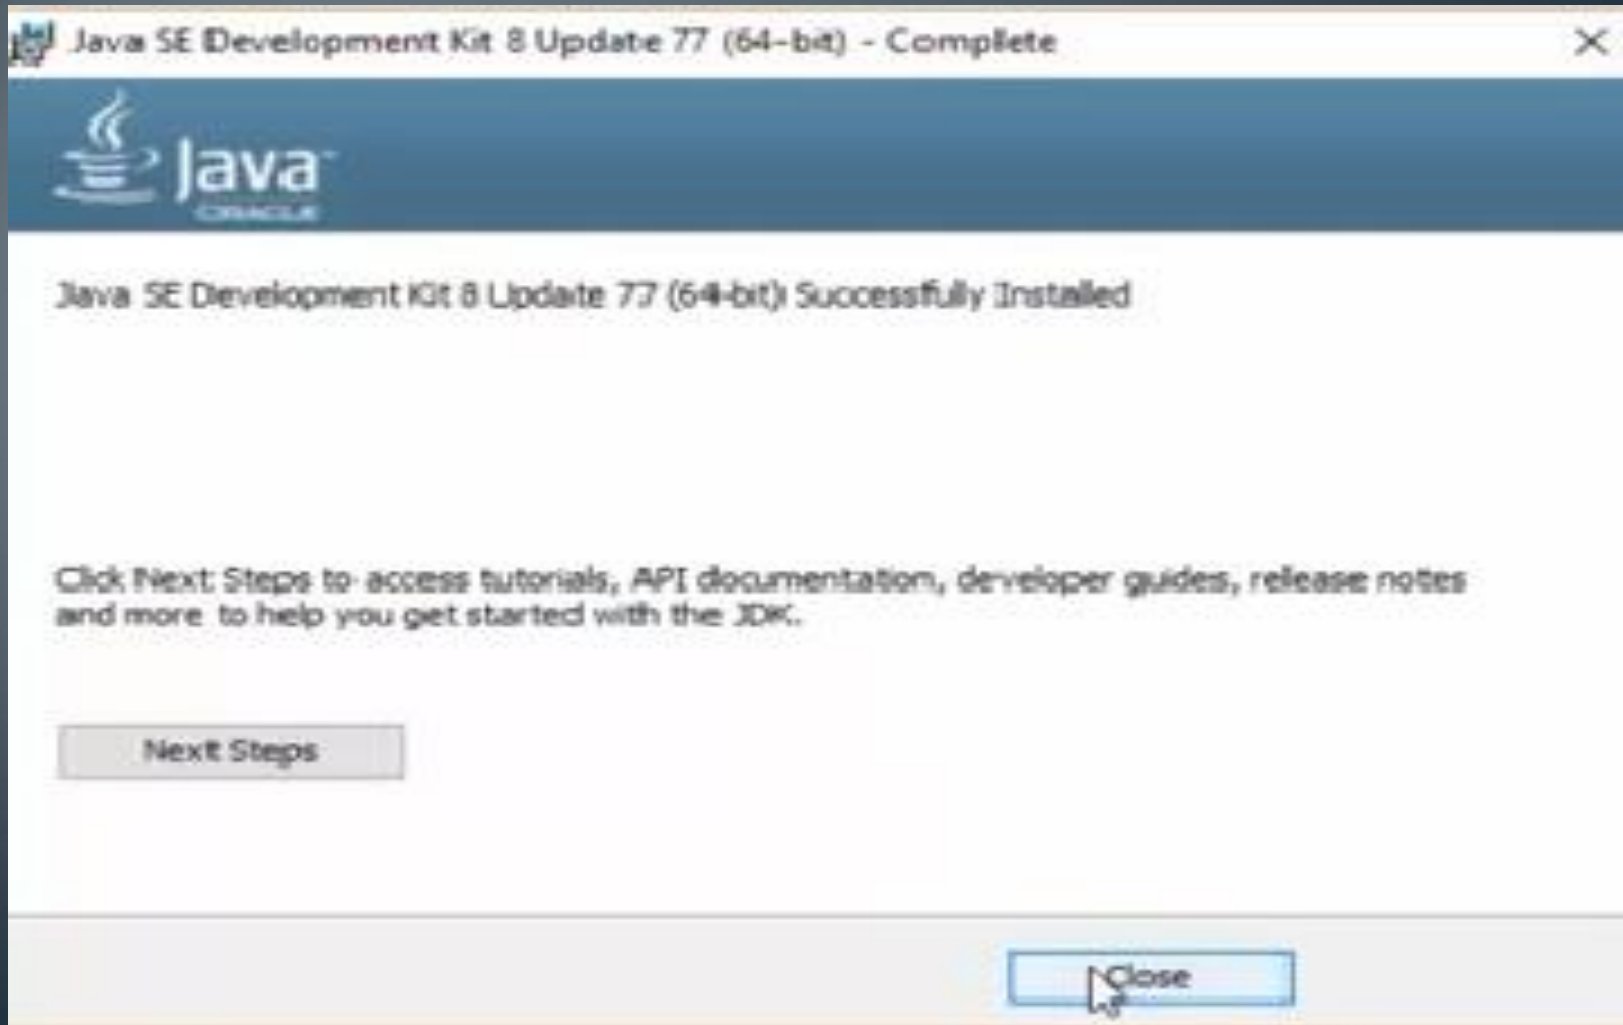 Java SE Development Kit 8 Update 77 (64-bit) - Complete
Java
ORACLE
Java SE Development Kit 8 Update 77 (64-bit) Successfully Installed
Click Next Steps to access tutorials, API documentation, developer guides, release notes
and more to help you get started with the JDK.
Next Steps
Close